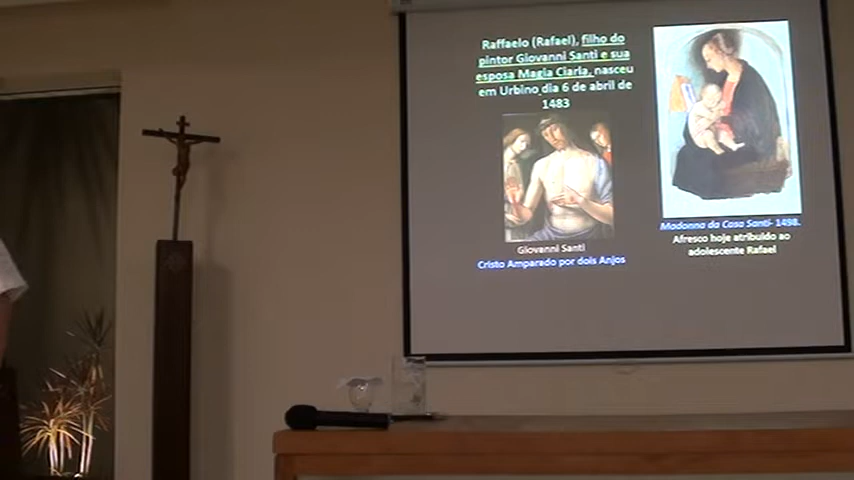 Raffaelo (Rafael), filho do
pintor Giovanni Santi e sua
esposa Magia Ciarla, nasceu
em Urbino dia 6 de abril de
1483
Giovanni Santi
Cristo Amparado por dois Anjos
Madonna da Casa Santi- 1498.
Afresco hoje atribuido ao
adolescente Rafael